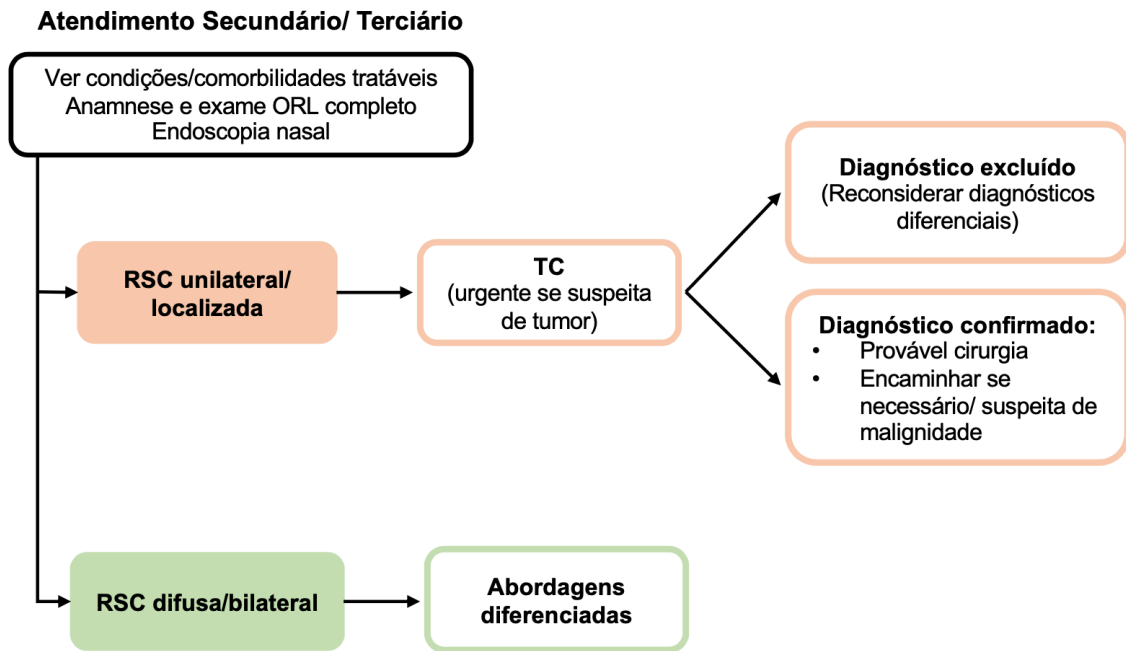 Atendimento Secundário/ Terciário
Ver condições/comorbilidades tratáveis
Anamnese e exame ORL completo
Endoscopia nasal
RSC unilateral/
localizada
TC
(urgente se suspeita
de tumor)
Diagnóstico excluído
(Reconsiderar diagnósticos
diferenciais)
Diagnóstico confirmado:
• Provável cirurgia
• Encaminhar se
necessário/ suspeita de
malignidade
RSC difusa/bilateral
Abordagens
diferenciadas